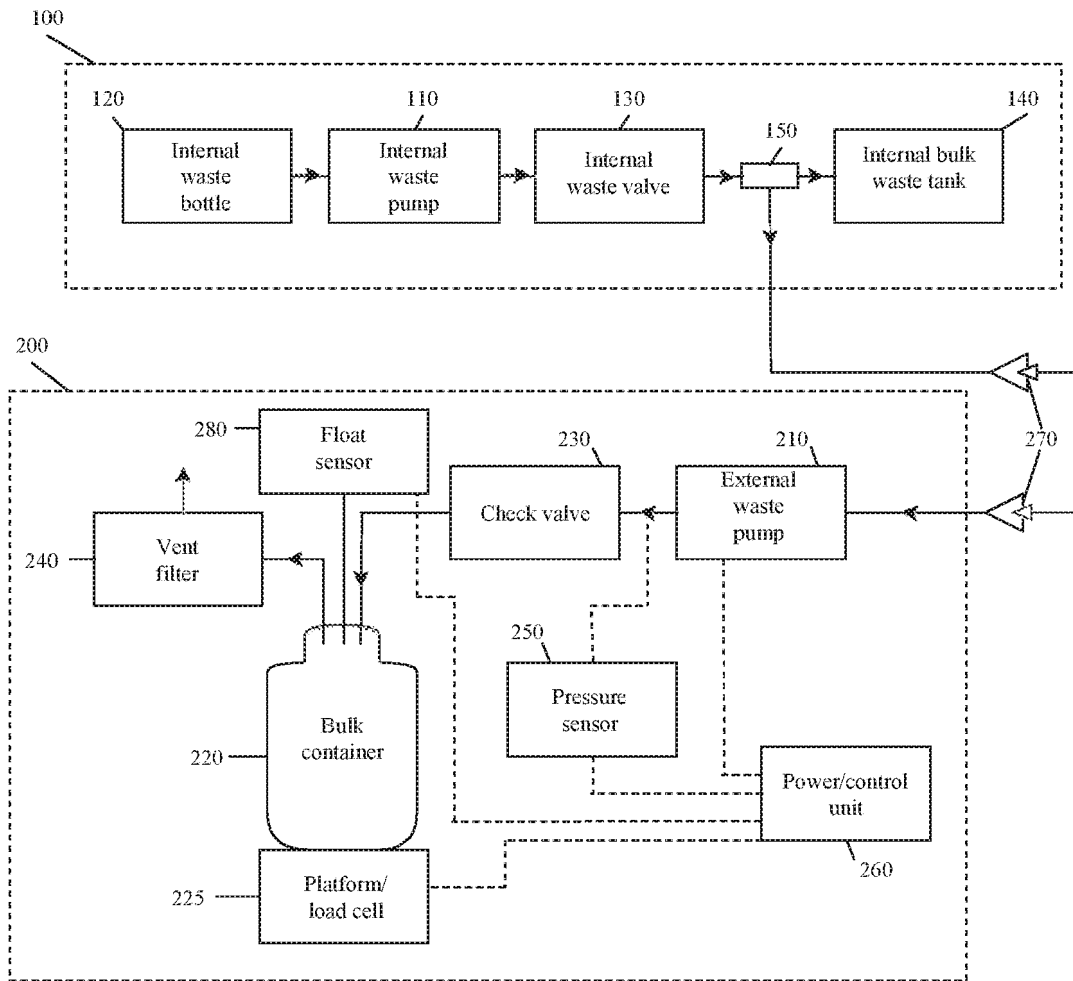 100
120
110
130
150
140
Internal
waste
bottle
Internal
waste
pump
Internal
waste valve
Internal bulk
waste tank
200
280
Float
sensor
230
Check valve
210
External
waste
pump
270
240
Vent
filter
250
Pressure
sensor
220
Bulk
container
Power/control
unit
260
225
Platform/
load cell